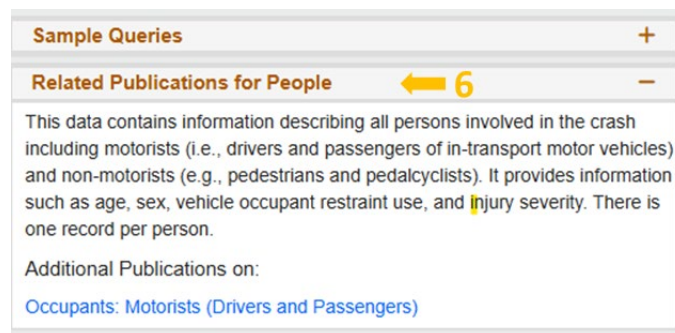 Sample Queries +
Related Publications for People 6 −
This data contains information describing all persons involved in the crash
including motorists (i.e., drivers and passengers of in-transport motor vehicles)
and non-motorists (e.g., pedestrians and pedalcyclists). It provides information
such as age, sex, vehicle occupant restraint use, and injury severity. There is
one record per person.
Additional Publications on:
Occupants: Motorists (Drivers and Passengers)